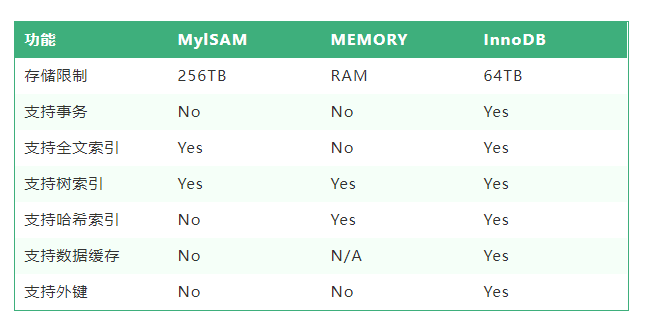 功能 MyISAM MEMORY InnoDB
存储限制 256TB RAM 64TB
支持事务 No No Yes
支持全文索引 Yes No Yes
支持树索引 Yes Yes Yes
支持哈希索引 No Yes Yes
支持数据缓存 No N/A Yes
支持外键 No No Yes